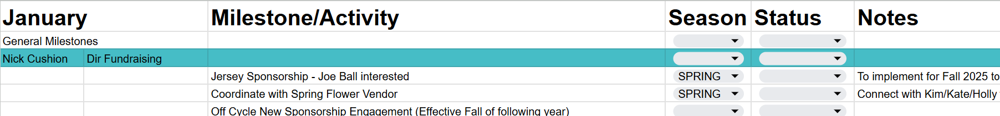 January Milestone/Activity Season Status Notes
General Milestones
Nick Cushion Dir Fundraising
Jersey Sponsorship - Joe Ball interested SPRING To implement for Fall 2025 to
Coordinate with Spring Flower Vendor SPRING Connect with Kim/Kate/Holly
Off Cycle New Sponsorship Engagement (Effective Fall of following year)